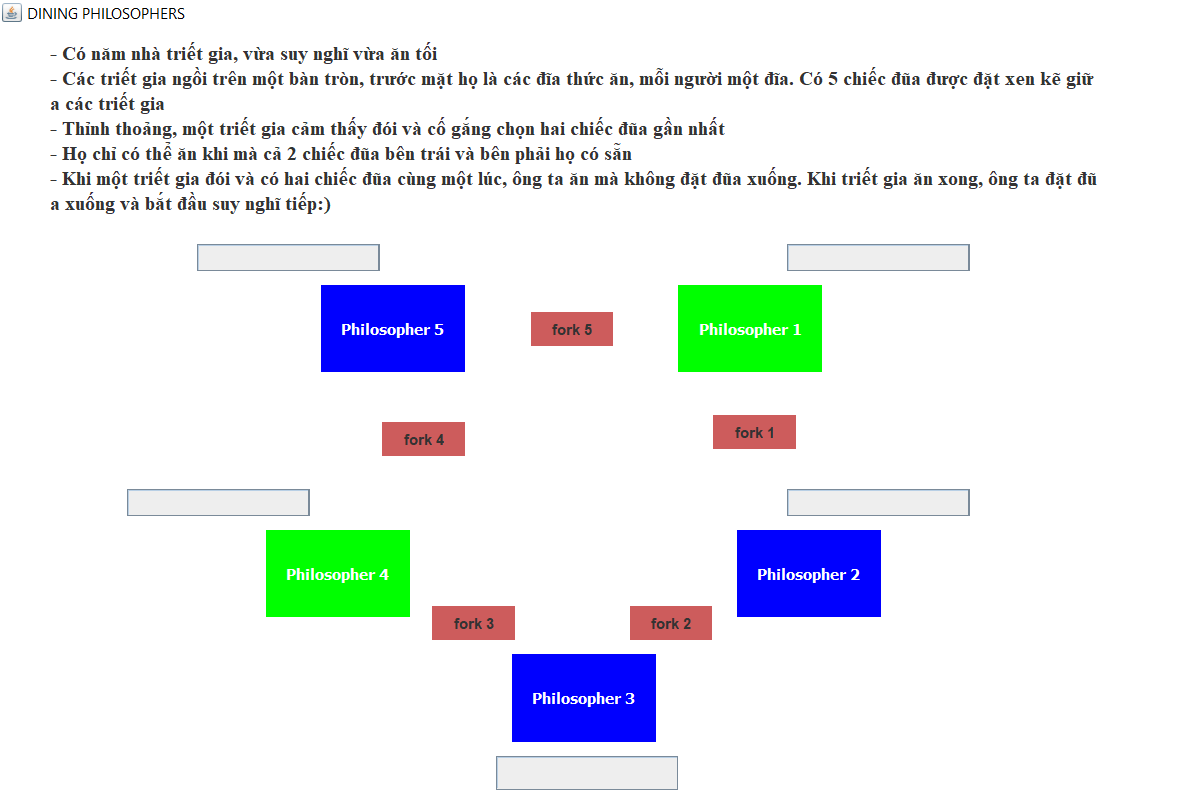 DINING PHILOSOPHERS
- Có năm nhà triết gia, vừa suy nghĩ vừa ăn tối
- Các triết gia ngồi trên một bàn tròn, trước mặt họ là các đĩa thức ăn, mỗi người một đĩa. Có 5 chiếc đũa được đặt xen kẽ giữ
a các triết gia
- Thỉnh thoảng, một triết gia cảm thấy đói và cố gắng chọn hai chiếc đũa gần nhất
- Họ chỉ có thể ăn khi mà cả 2 chiếc đũa bên trái và bên phải họ có sẵn
- Khi một triết gia đói và có hai chiếc đũa cùng một lúc, ông ta ăn mà không đặt đũa xuống. Khi triết gia ăn xong, ông ta đặt đũ
a xuống và bắt đầu suy nghĩ tiếp:)
Philosopher 5
fork 5
Philosopher 1
fork 4
fork 1
Philosopher 4
Philosopher 2
fork 3
fork 2
Philosopher 3